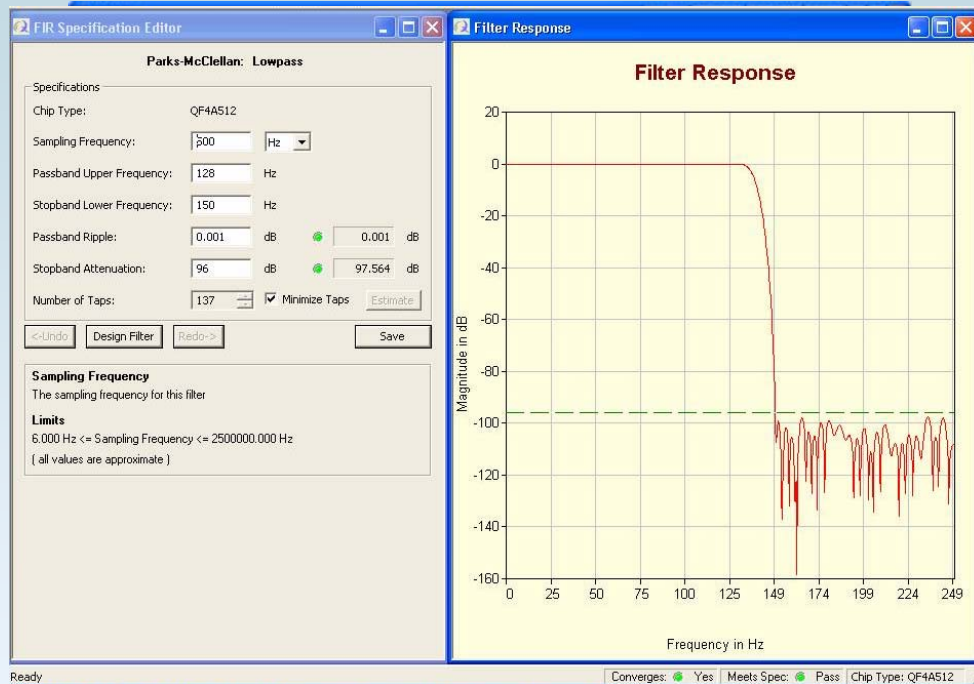 FIR Specification Editor
Parks-McClellan: Lowpass
Specifications
Chip Type: QF4A512
Sampling Frequency: 500 Hz
Passband Upper Frequency: 128 Hz
Stopband Lower Frequency: 150 Hz
Passband Ripple: 0.001 dB 0.001 dB
Stopband Attenuation: 96 dB 97.564 dB
Number of Taps: 137 Minimize Taps Estimate
<-Undo Design Filter Redo-> Save
Sampling Frequency
The sampling frequency for this filter
Limits
6.000 Hz <= Sampling Frequency <= 2500000.000 Hz
( all values are approximate )
Filter Response
Filter Response
20
0
-20
-40
-60
-80
-100
-120
-140
-160
Magnitude in dB
0 25 50 75 100 125 149 174 199 224 249
Frequency in Hz
Ready Converges: Yes Meets Spec: Pass Chip Type: QF4A512